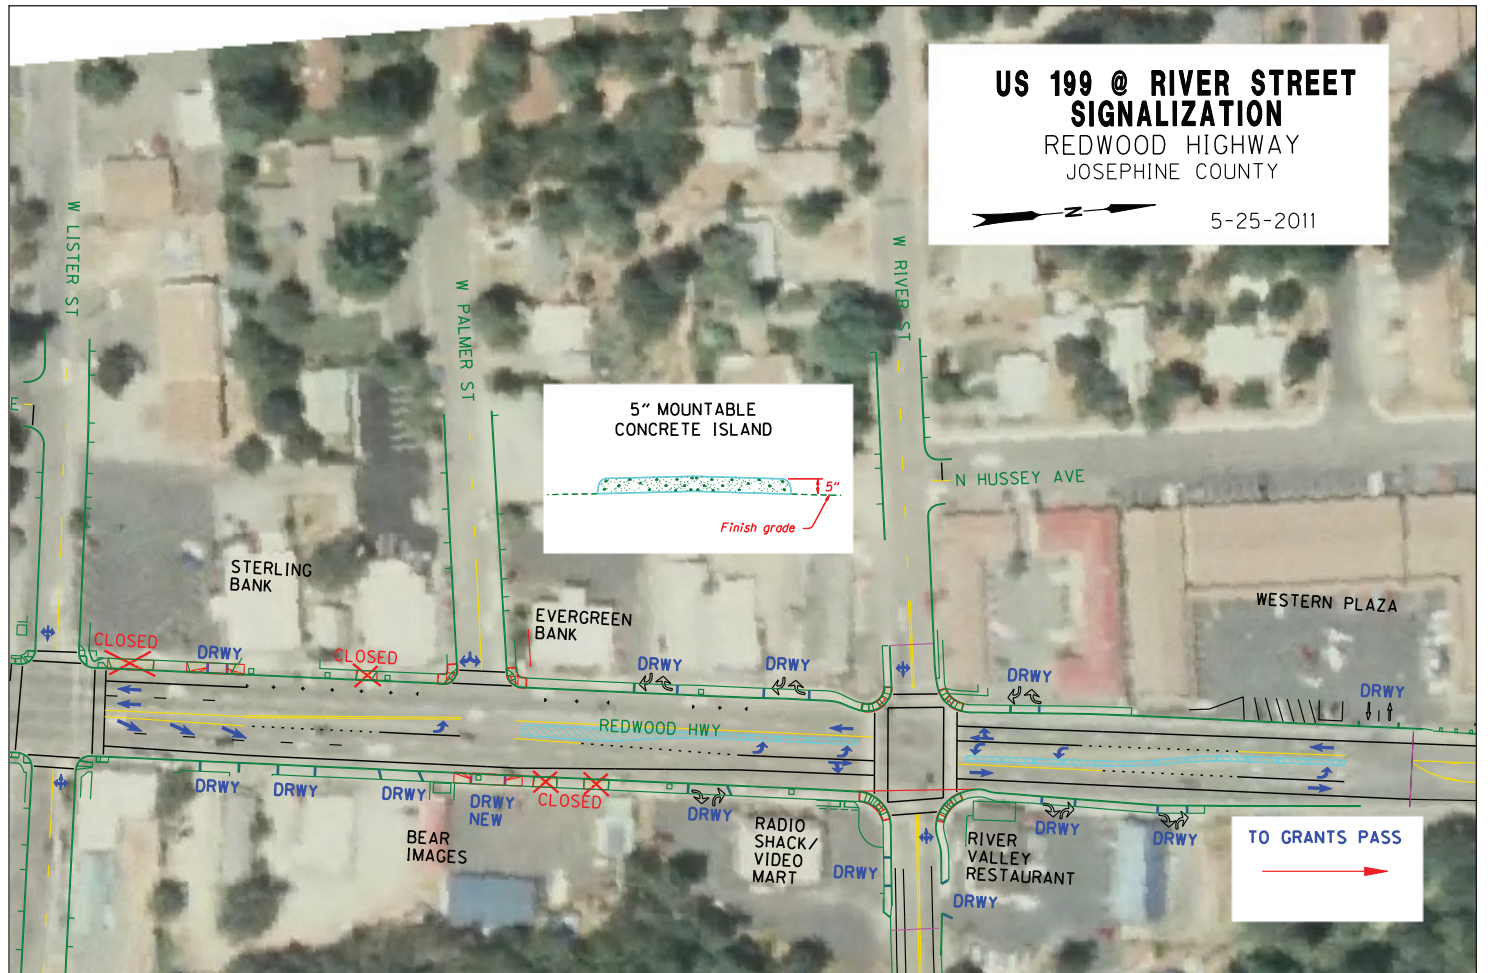 US 199 @ RIVER STREET
SIGNALIZATION
REDWOOD HIGHWAY
JOSEPHINE COUNTY
N
5-25-2011
W LISTER ST
W PALMER ST
W RIVER ST
5" MOUNTABLE
CONCRETE ISLAND
5"
Finish grade
E
N HUSSEY AVE
STERLING
BANK
EVERGREEN
BANK
WESTERN PLAZA
CLOSED
DRWY
CLOSED
DRWY
DRWY
DRWY
DRWY
REDWOOD HWY
DRWY
DRWY
DRWY
DRWY
NEW
CLOSED
DRWY
DRWY
DRWY
BEAR
IMAGES
RADIO
SHACK/
VIDEO
MART
DRWY
RIVER
VALLEY
RESTAURANT
DRWY
TO GRANTS PASS